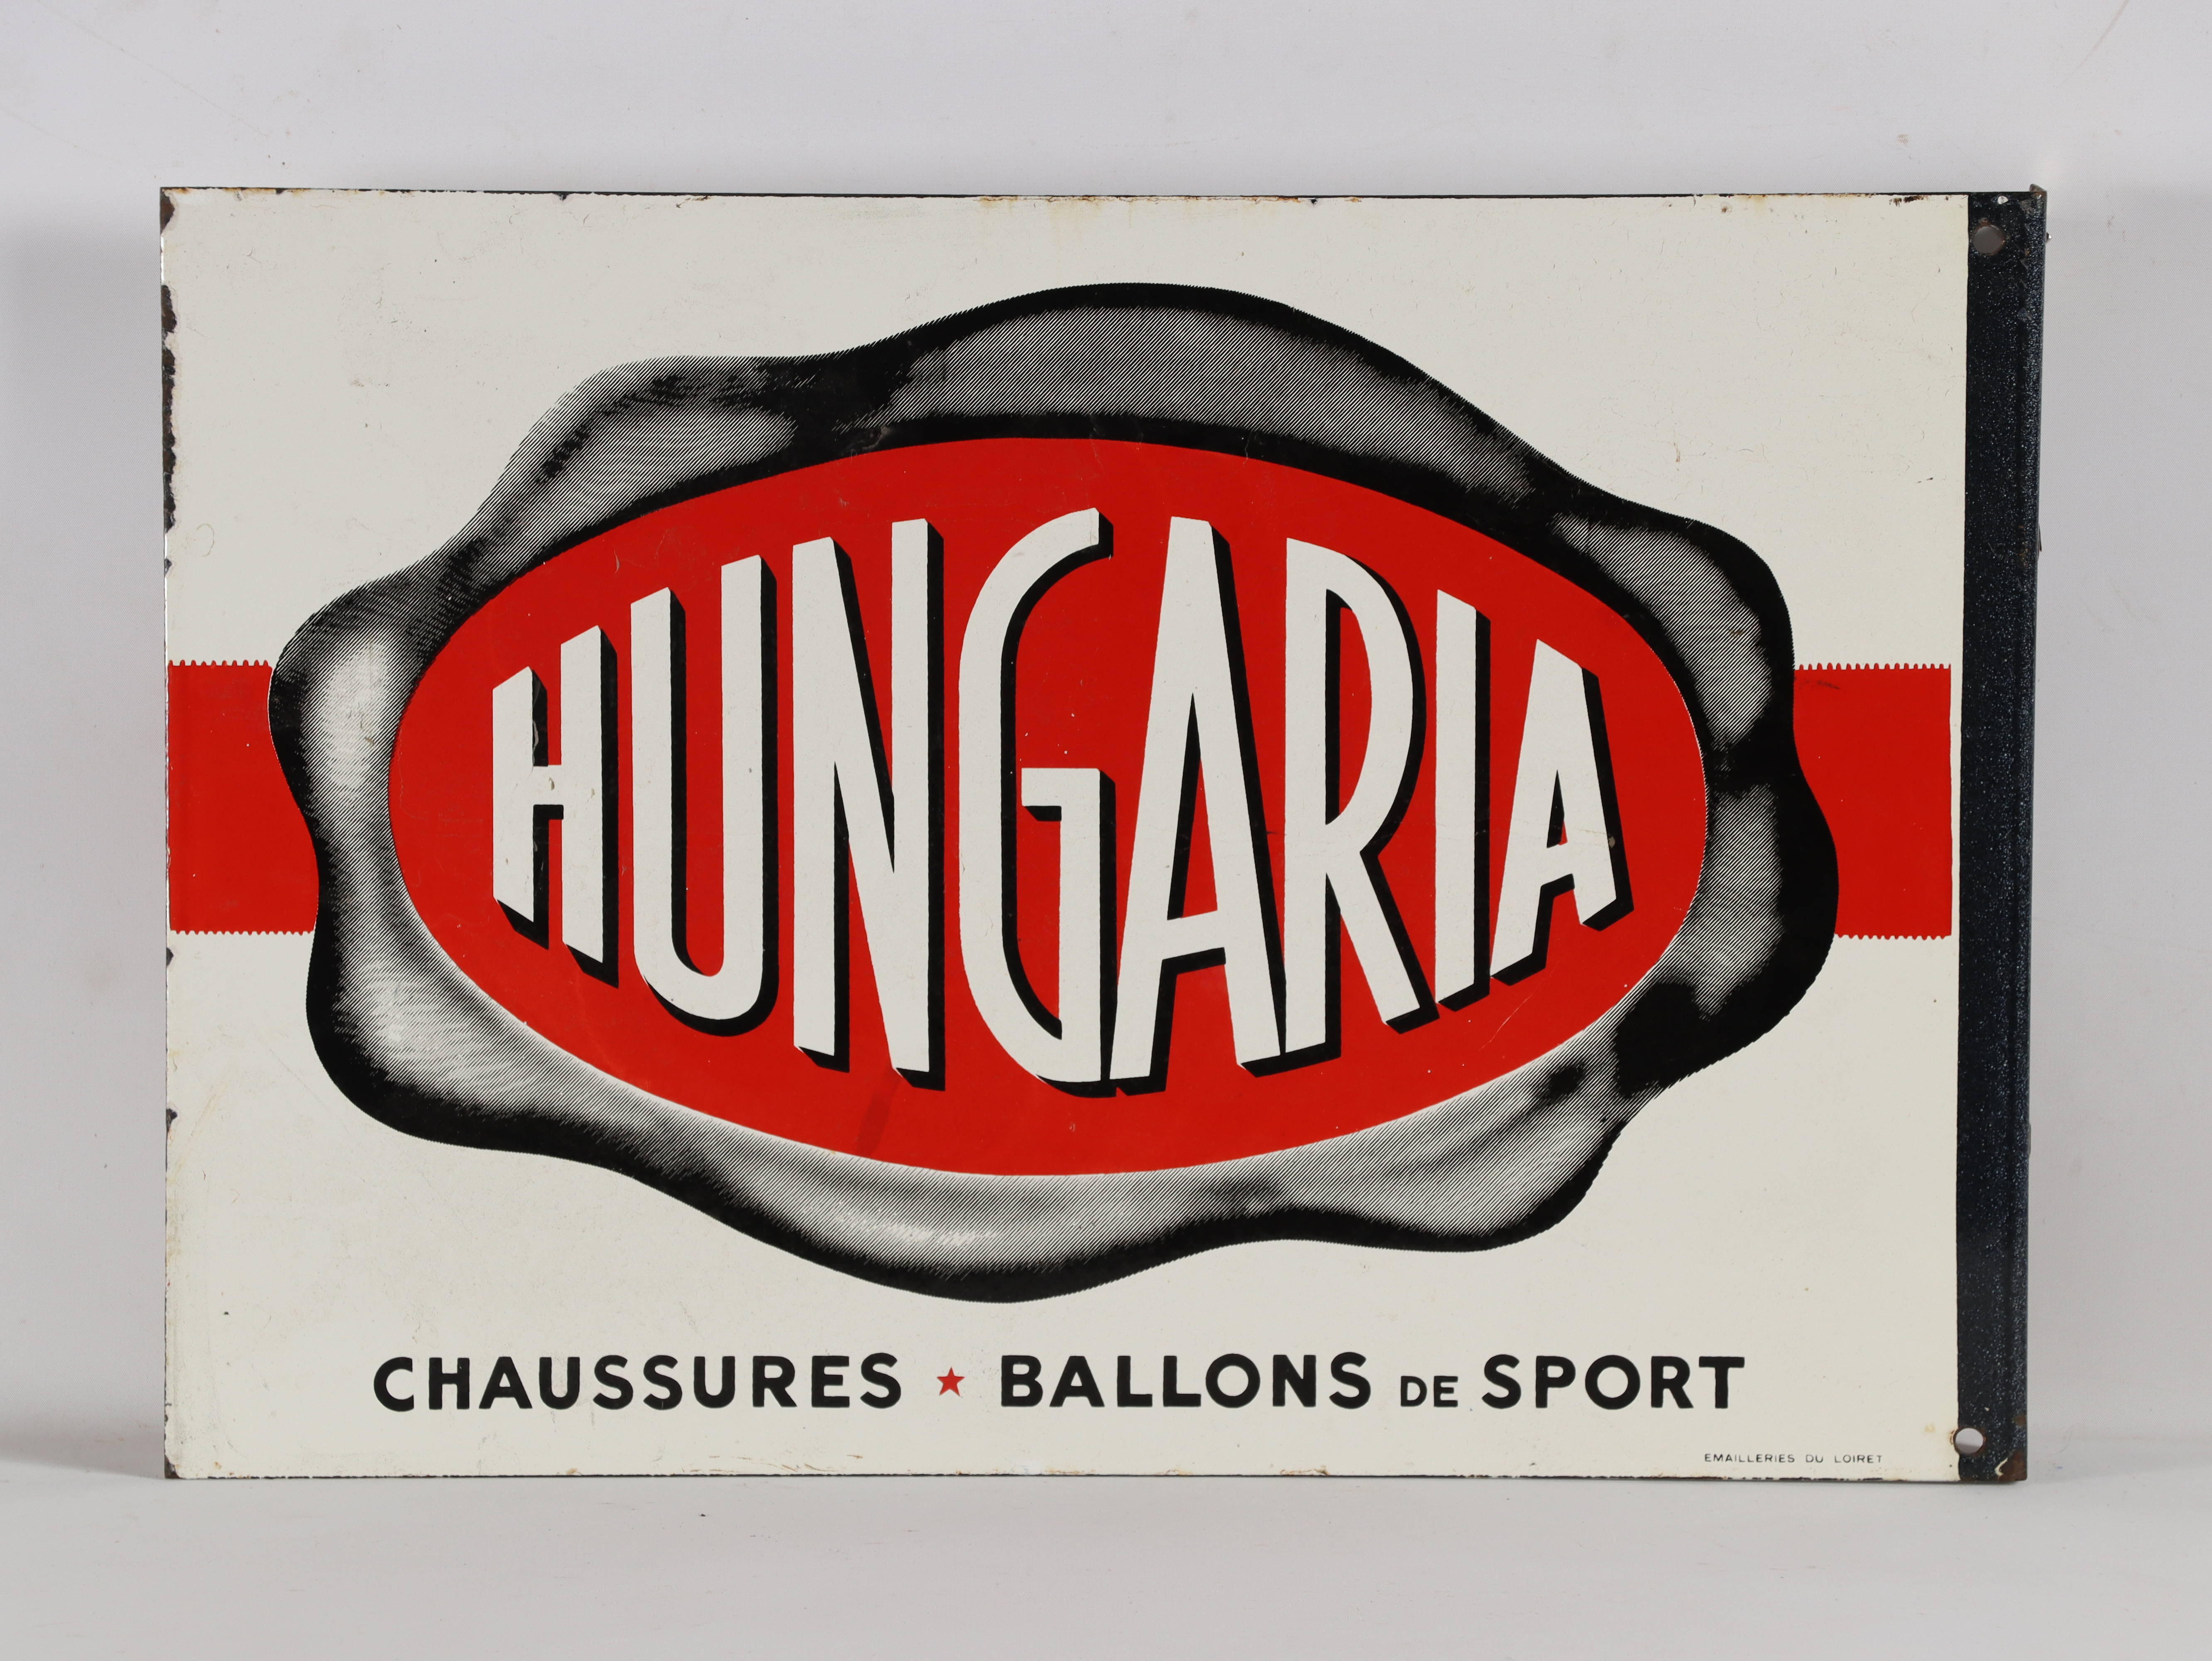 HUNGARIA
CHAUSSURES ★ BALLONS DE SPORT
EMAILLERIES DU LOIRET